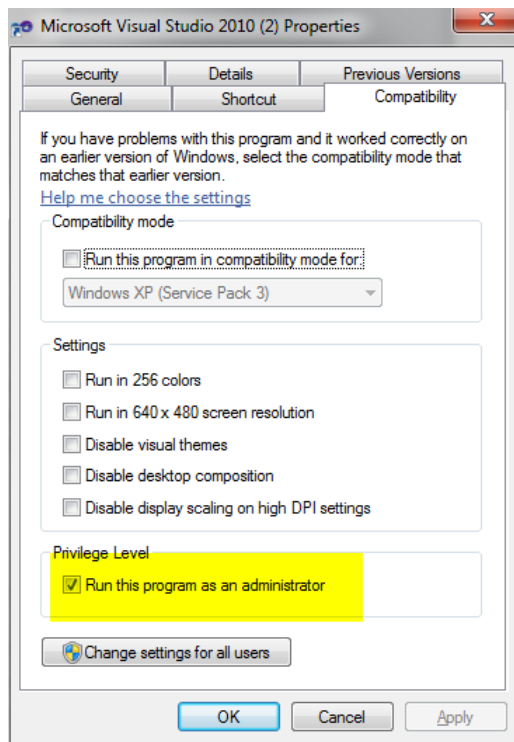 Microsoft Visual Studio 2010 (2) Properties
Security Details Previous Versions
General Shortcut Compatibility
If you have problems with this program and it worked correctly on
an earlier version of Windows, select the compatibility mode that
matches that earlier version.
Help me choose the settings
Compatibility mode
Run this program in compatibility mode for:
Windows XP (Service Pack 3)
Settings
Run in 256 colors
Run in 640 x 480 screen resolution
Disable visual themes
Disable desktop composition
Disable display scaling on high DPI settings
Privilege Level
Run this program as an administrator
Change settings for all users
OK Cancel Apply